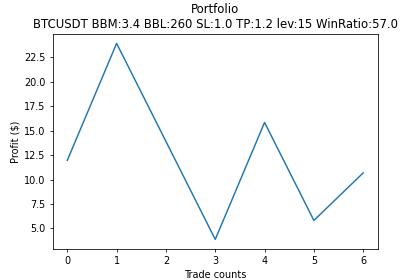 Portfolio
BTCUSDT BBM:3.4 BBL:260 SL:1.0 TP:1.2 lev:15 WinRatio:57.0
22.5
20.0
17.5
15.0
12.5
10.0
7.5
5.0
Profit ($)
0 1 2 3 4 5 6
Trade counts